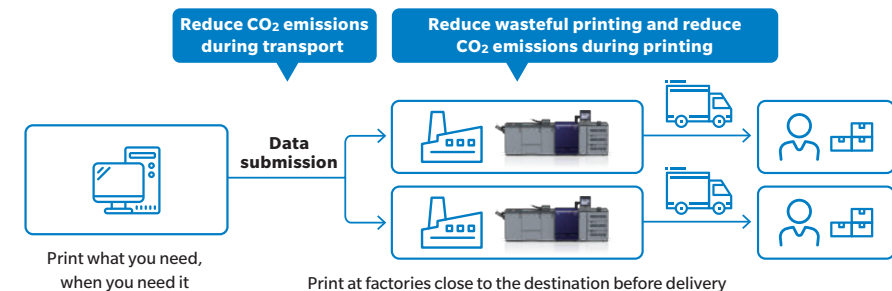 Reduce CO₂ emissions
during transport
Reduce wasteful printing and reduce
CO₂ emissions during printing
Data
submission
Print what you need,
when you need it
Print at factories close to the destination before delivery